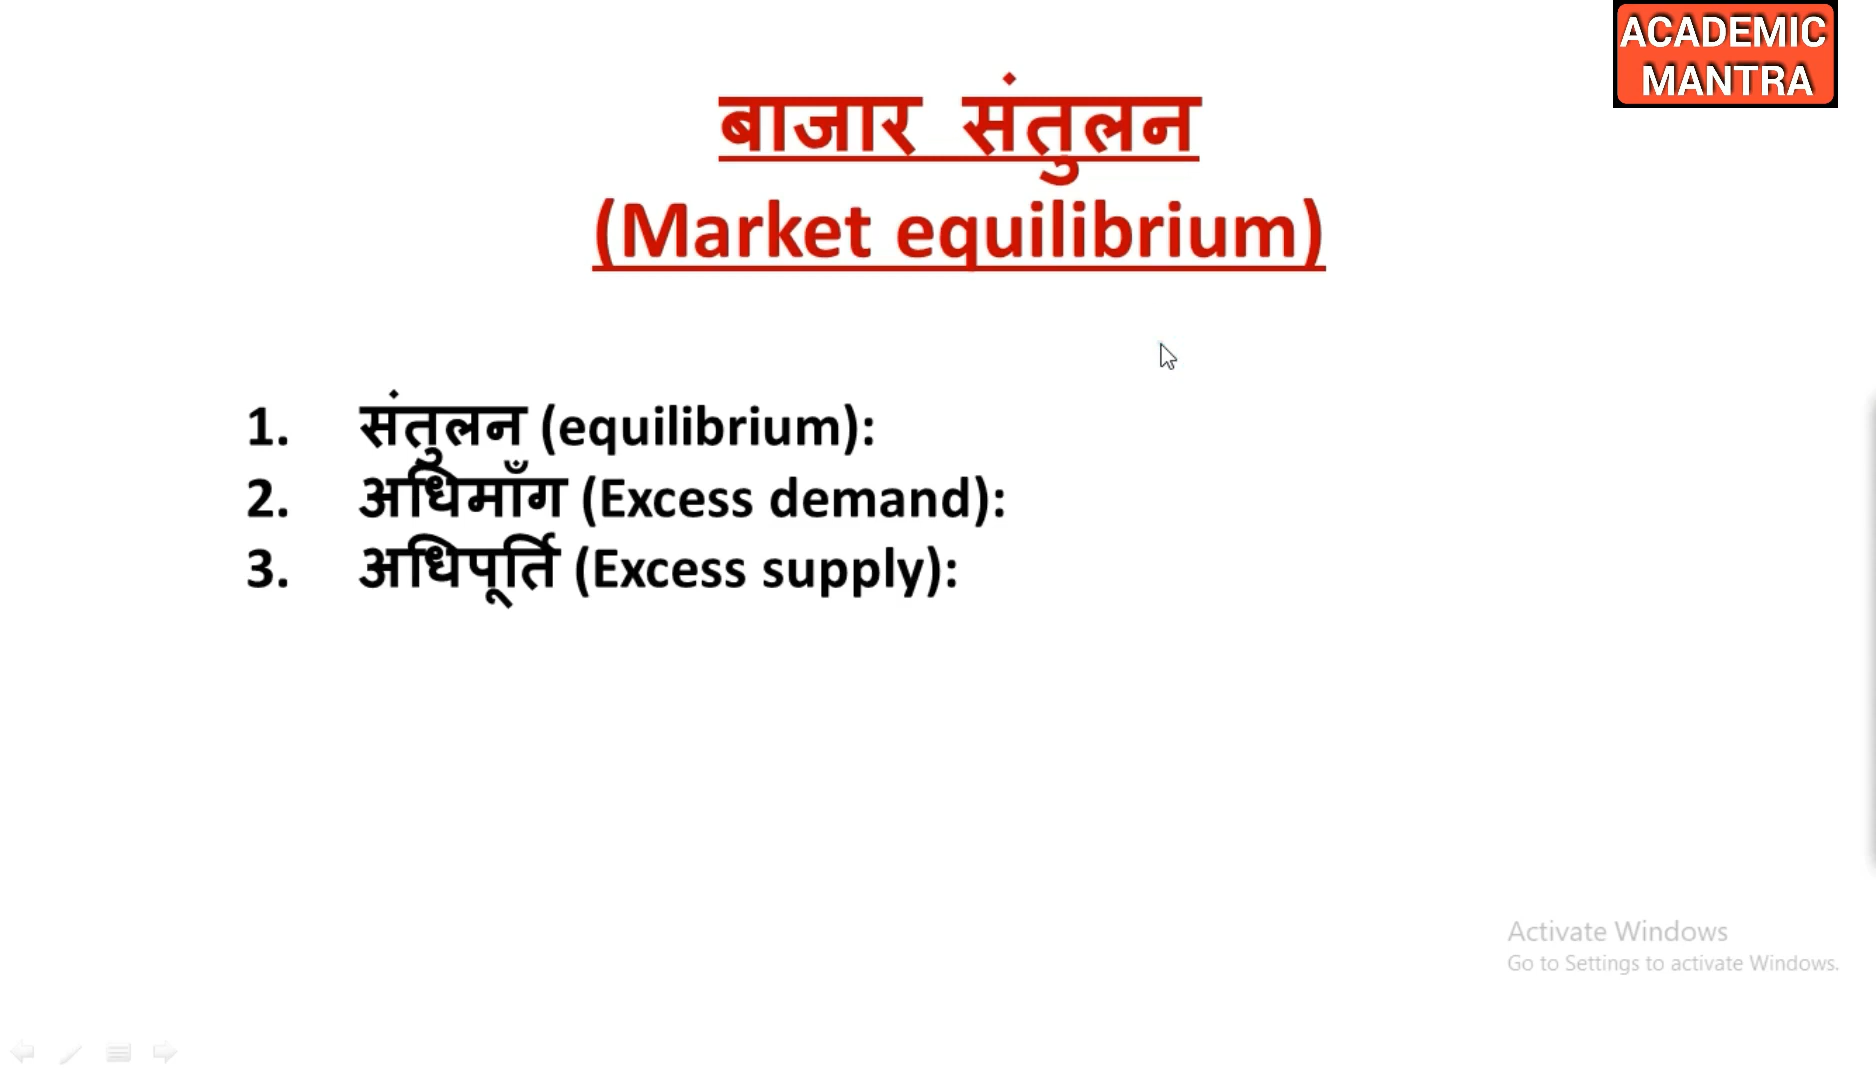 ACADEMIC
MANTRA
बाजार संतुलन
(Market equilibrium)
1. संतुलन (equilibrium):
2. अधिमाँग (Excess demand):
3. अधिपूर्ति (Excess supply):
Activate Windows
Go to Settings to activate Windows.